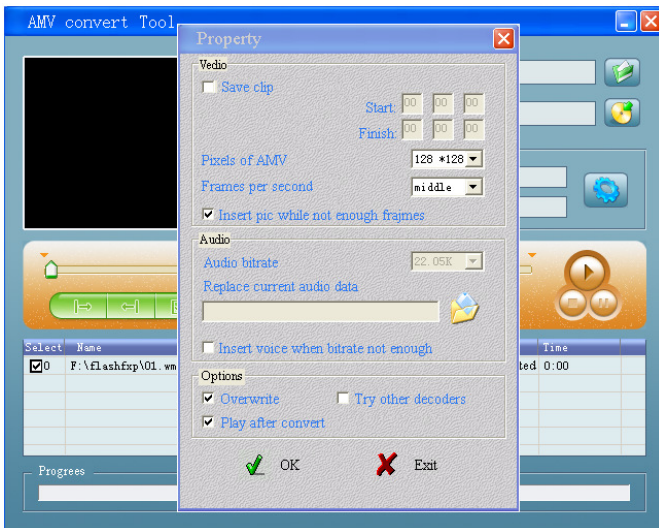 AMV convert Tool
Property
Vedio
Save clip
Start: 00 00 00
Finish: 00 00 00
Pixels of AMV 128 *128
Frames per second middle
Insert pic while not enough frajmes
Audio
Audio bitrate 22.05K
Replace current audio data
Insert voice when bitrate not enough
Select Name Time
0 F:\flashfxp\01.wm ted 0:00
Options
Overwrite Try other decoders
Play after convert
OK Exit
Progrees